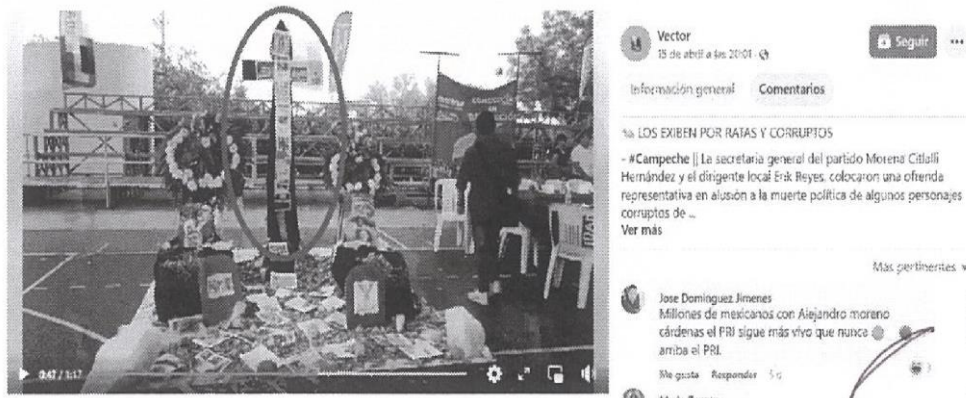 Vector
15 de abril a las 20:01
Seguir
Información general Comentarios
LOS EXIBEN POR RATAS Y CORRUPTOS
- #Campeche || La secretaria general del partido Morena Citlalli
Hernández y el dirigente local Erik Reyes, colocaron una ofrenda
representativa en alusión a la muerte política de algunos personajes
corruptos de ...
Ver más
Más pertinentes
Jose Dominguez Jimenes
Millones de mexicanos con Alejandro moreno
cárdenas el PRI sigue más vivo que nunca
arriba el PRI.
Me gusta Responder
0:47 / 1:17